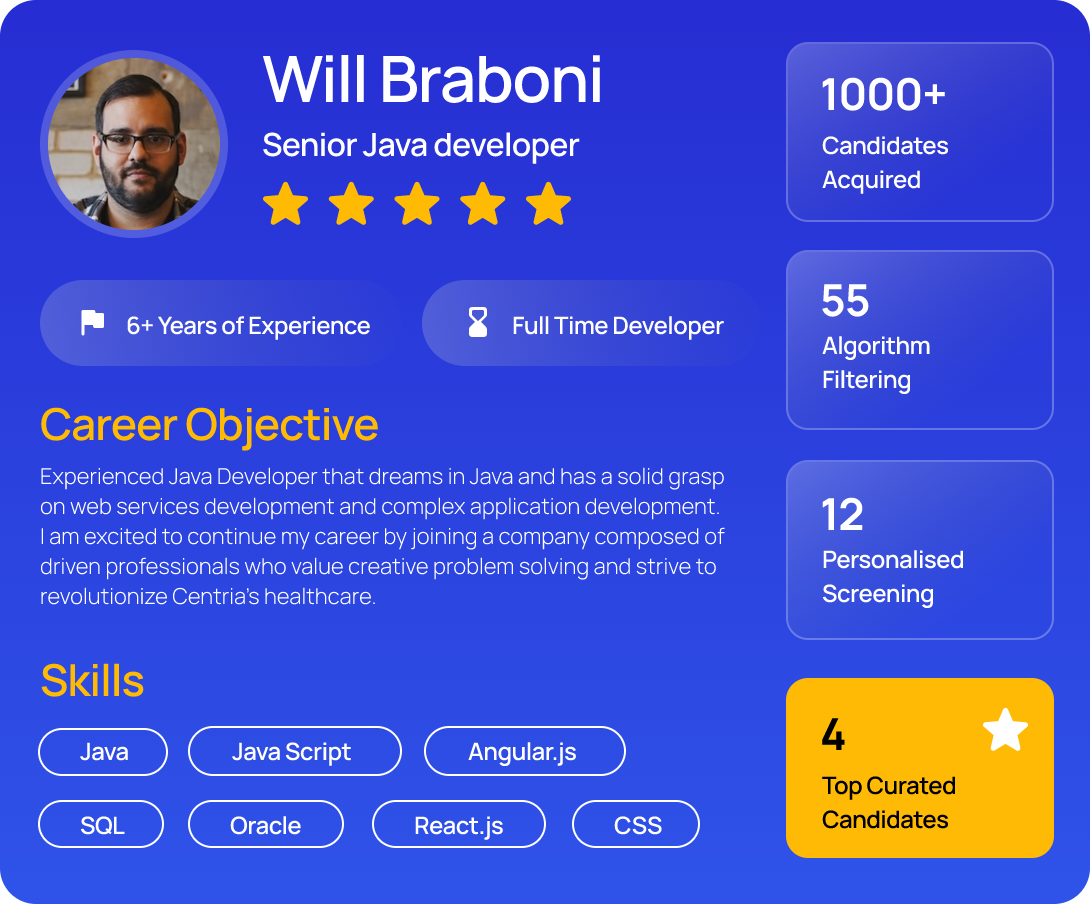 Will Braboni
Senior Java developer
6+ Years of Experience
Full Time Developer
Career Objective
Experienced Java Developer that dreams in Java and has a solid grasp
on web services development and complex application development.
I am excited to continue my career by joining a company composed of
driven professionals who value creative problem solving and strive to
revolutionize Centria's healthcare.
Skills
Java
Java Script
Angular.js
SQL
Oracle
React.js
CSS
1000+
Candidates
Acquired
55
Algorithm
Filtering
12
Personalised
Screening
4
Top Curated
Candidates